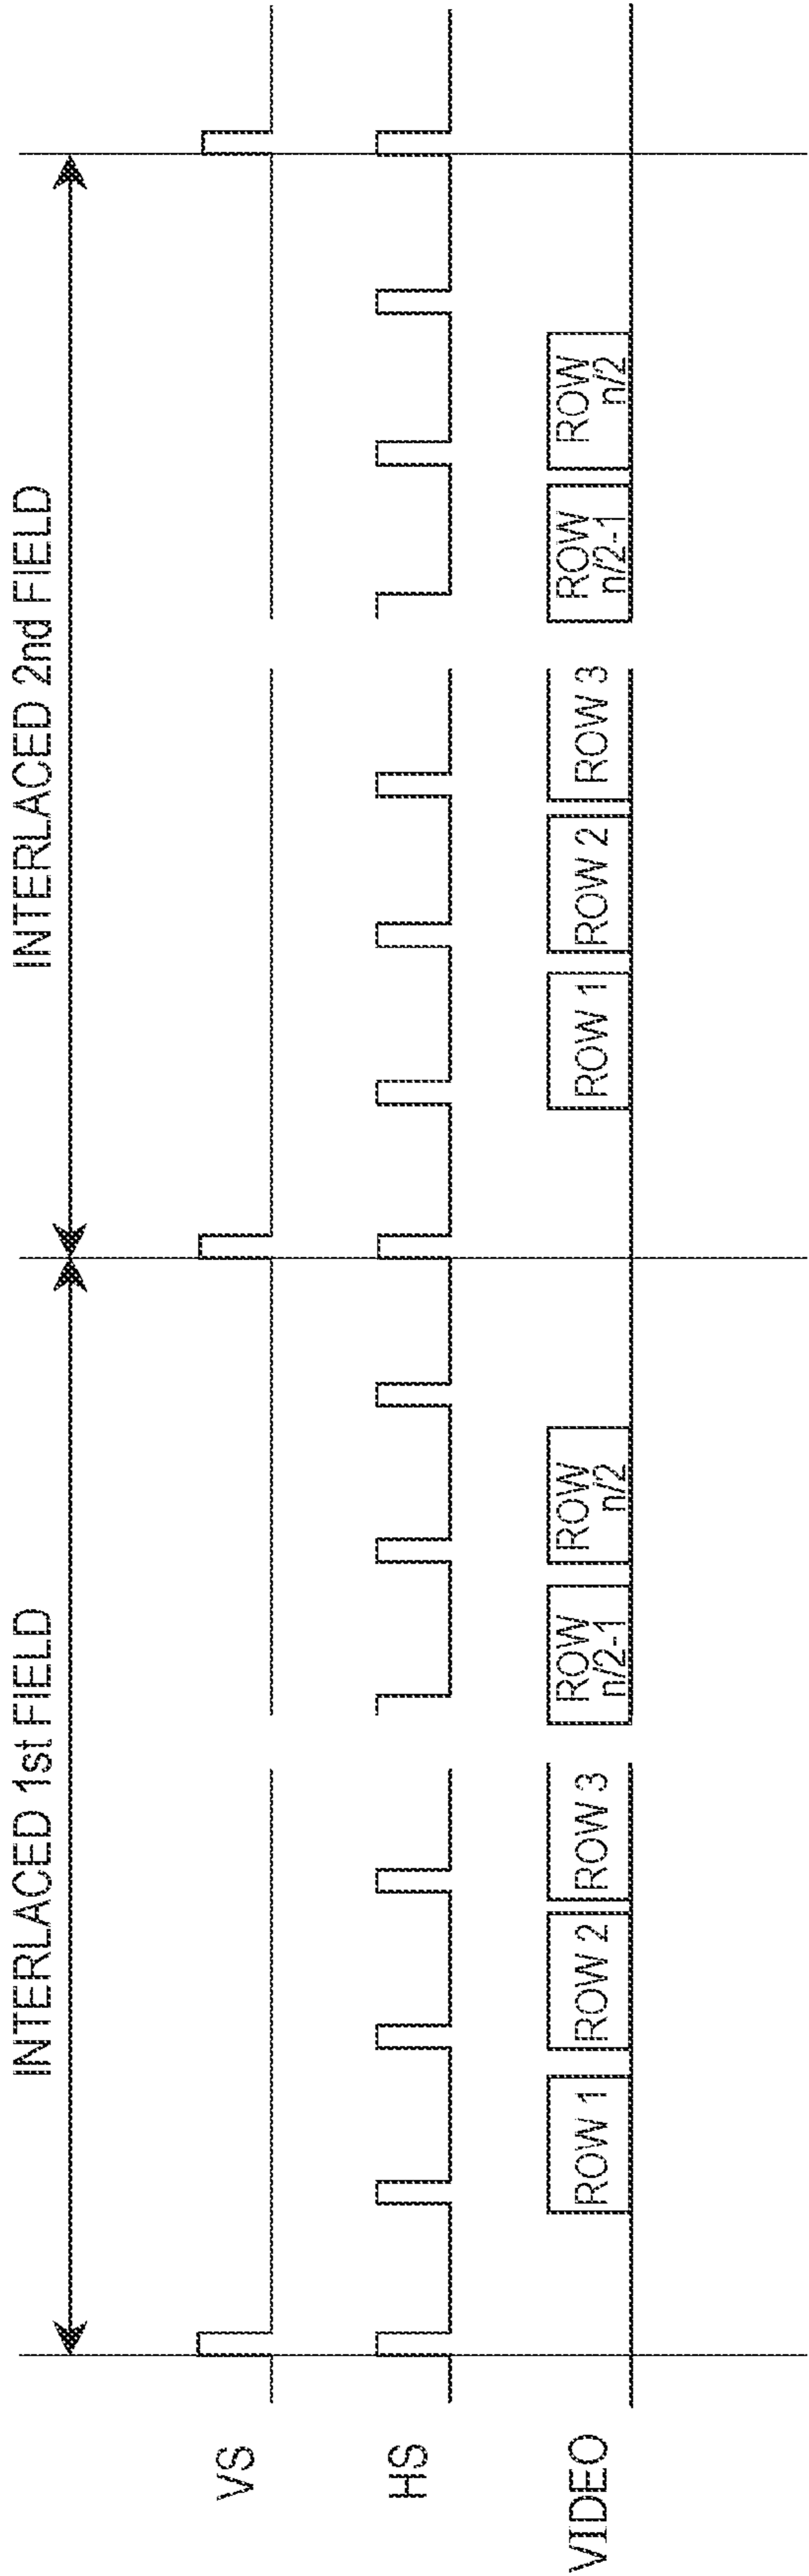 INTERLACED 1st FIELD
INTERLACED 2nd FIELD
VS
HS
VIDEO
ROW 1
ROW 2
ROW 3
ROW
n/2-1
ROW
n/2
ROW 1
ROW 2
ROW 3
ROW
n/2-1
ROW
n/2